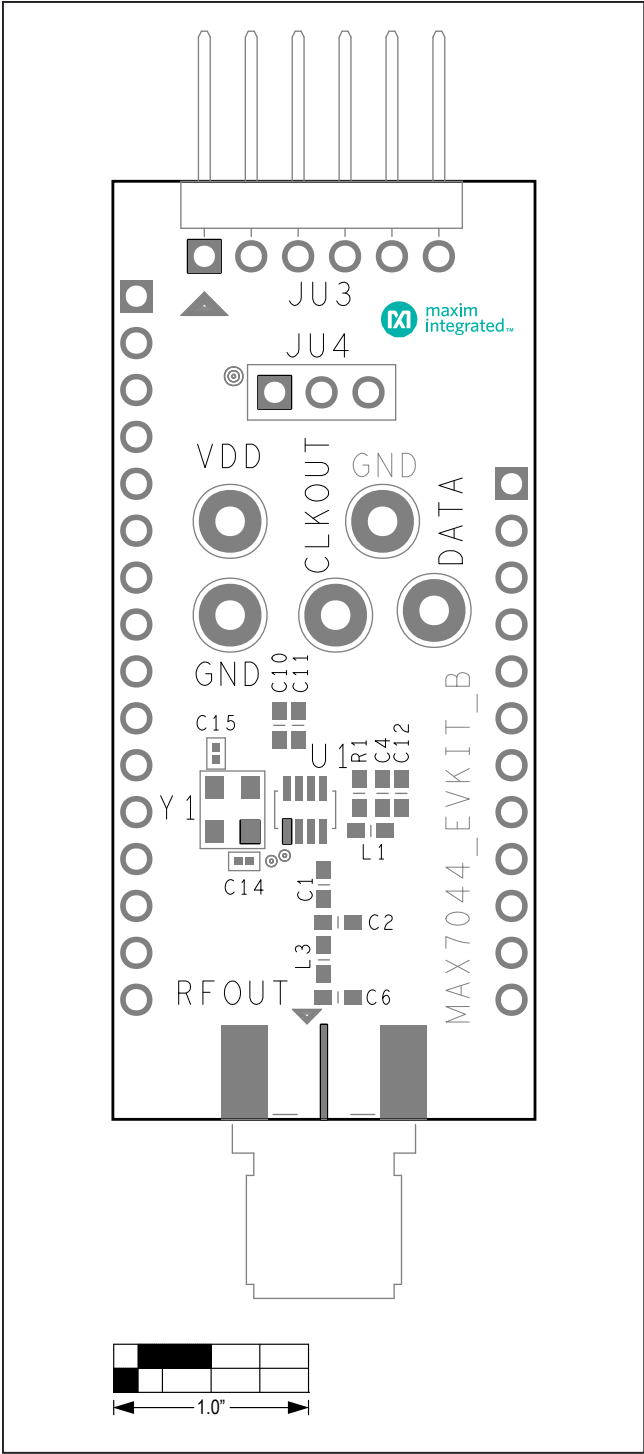 JU3
maxim
integrated™
JU4
VDD
CLKOUT
GND
DATA
GND
C10
C11
C15
U1
R1
C4
C12
Y1
L1
C14
C1
C2
L3
RFOUT
C6
MAX7044_EVKIT_B
1.0”